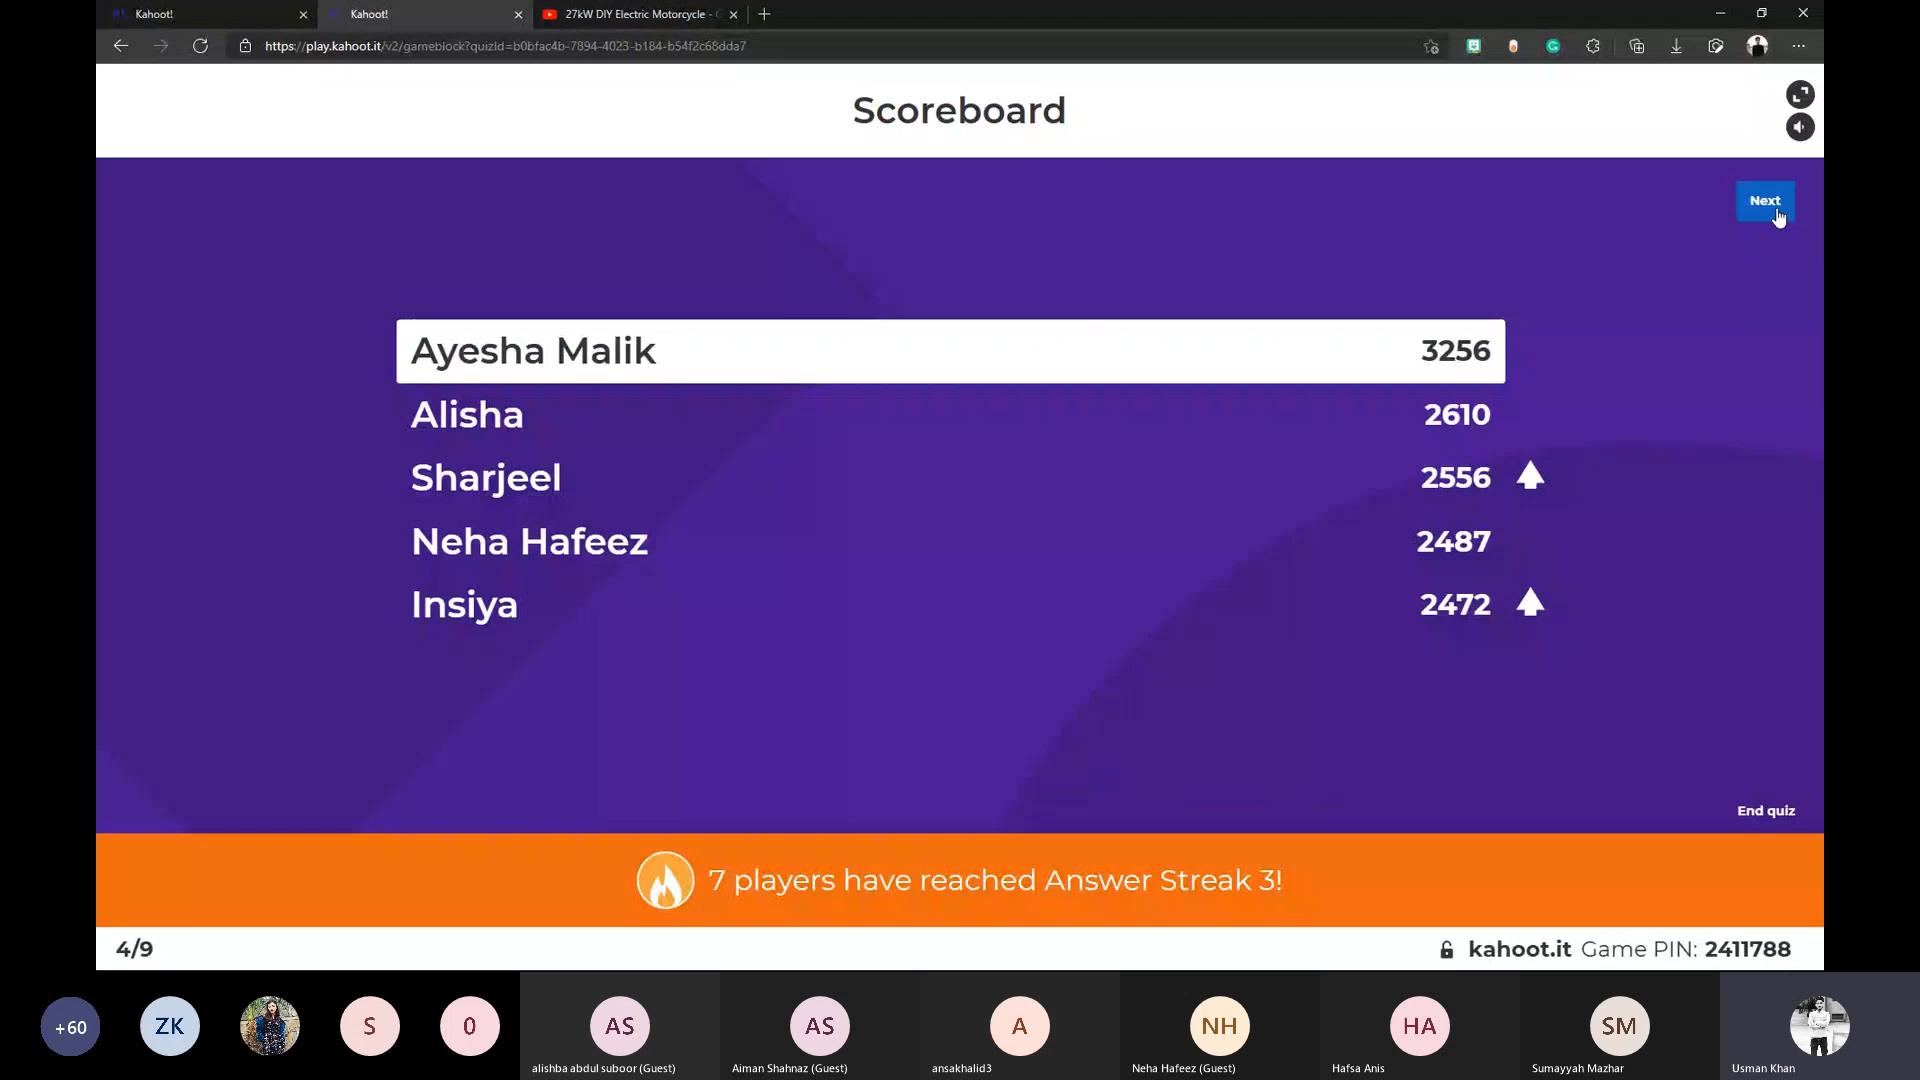 Kahoot!
Kahoot!
27kW DIY Electric Motorcycle -
https://play.kahoot.it/v2/gameblock?quizId=b0bfac4b-7894-4023-b184-b54f2c68dda7
Scoreboard
Next
Ayesha Malik 3256
Alisha 2610
Sharjeel 2556
Neha Hafeez 2487
Insiya 2472
End quiz
7 players have reached Answer Streak 3!
4/9
kahoot.it Game PIN: 2411788
+60 ZK S 0 AS AS A NH HA SM
alishba abdul suboor (Guest) Aiman Shahnaz (Guest) ansakhalid3 Neha Hafeez (Guest) Hafsa Anis Sumayyah Mazhar Usman Khan